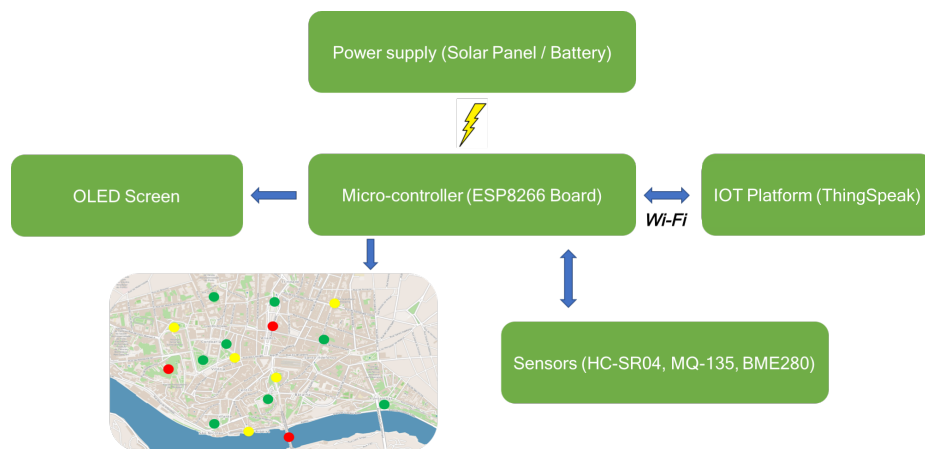 Power supply (Solar Panel / Battery)
OLED Screen
Micro-controller (ESP8266 Board)
Wi-Fi
IOT Platform (ThingSpeak)
Sensors (HC-SR04, MQ-135, BME280)